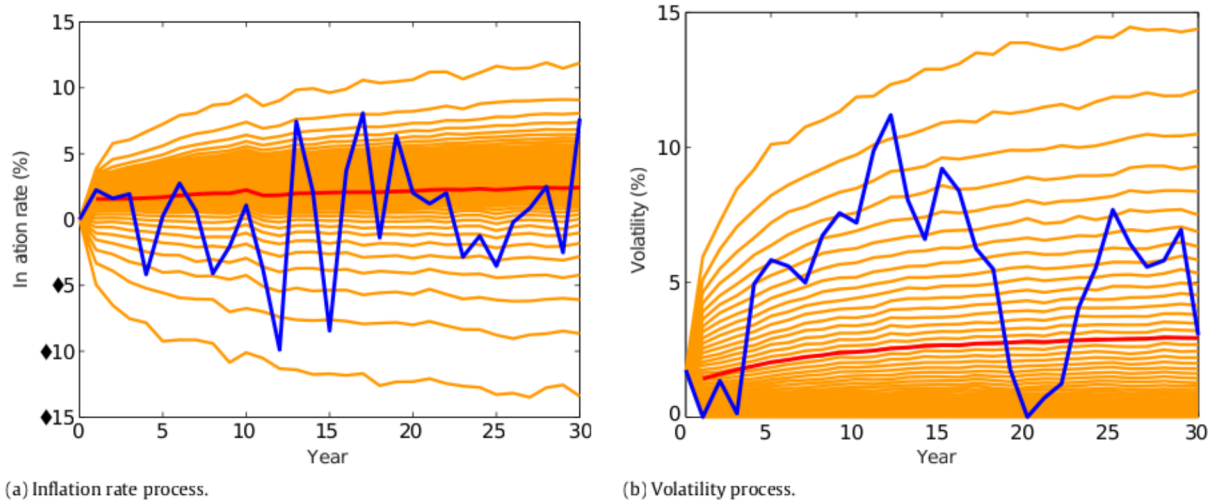 15
10
5
0
♦5
♦10
♦15
0 5 10 15 20 25 30
In ation rate (%)
Year
(a) Inflation rate process.
15
10
5
0
0 5 10 15 20 25 30
Volatility (%)
Year
(b) Volatility process.